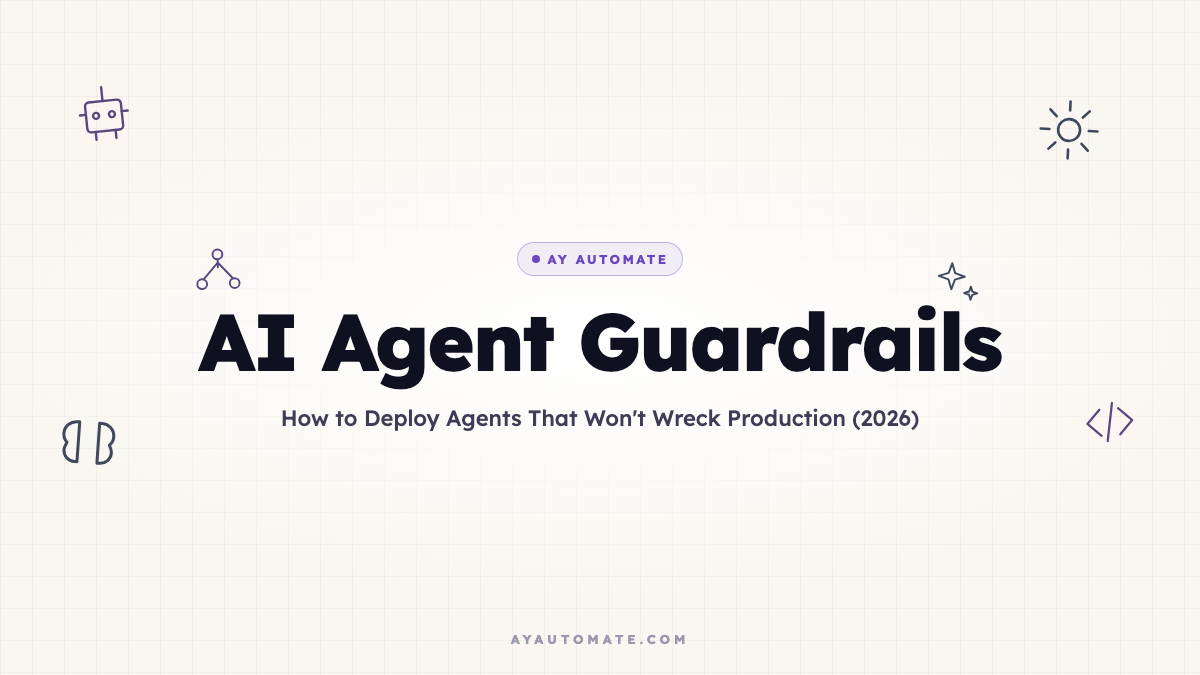 AY AUTOMATE
AI Agent Guardrails
How to Deploy Agents That Won't Wreck Production (2026)
AYAUTOMATE.COM